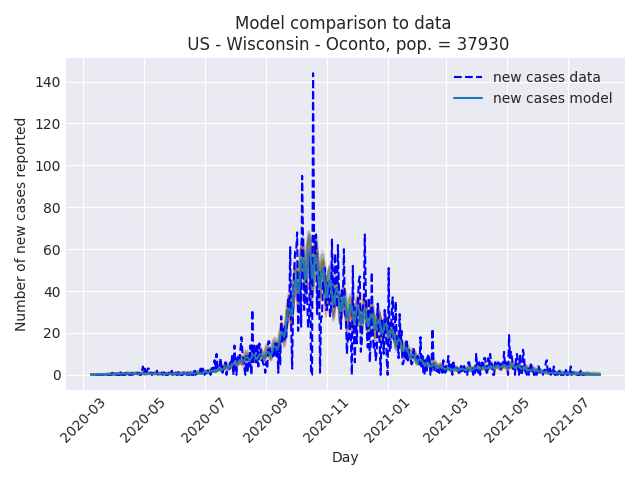 Model comparison to data
US - Wisconsin - Oconto, pop. = 37930
new cases data
new cases model
Number of new cases reported
140
120
100
80
60
40
20
0
2020-03
2020-05
2020-07
2020-09
2020-11
2021-01
2021-03
2021-05
2021-07
Day